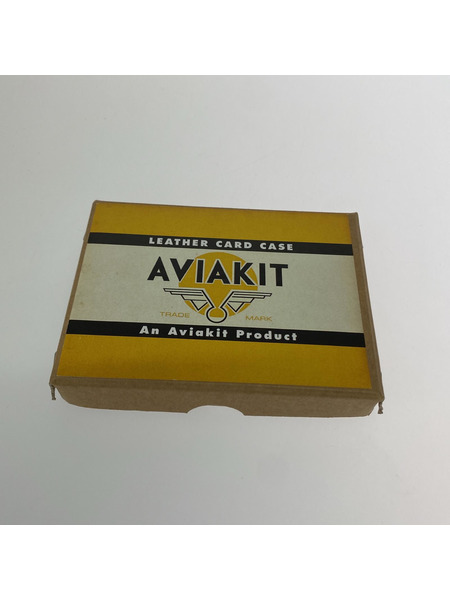 LEATHER CARD CASE
AVIAKIT
TRADE MARK
An Aviakit Product